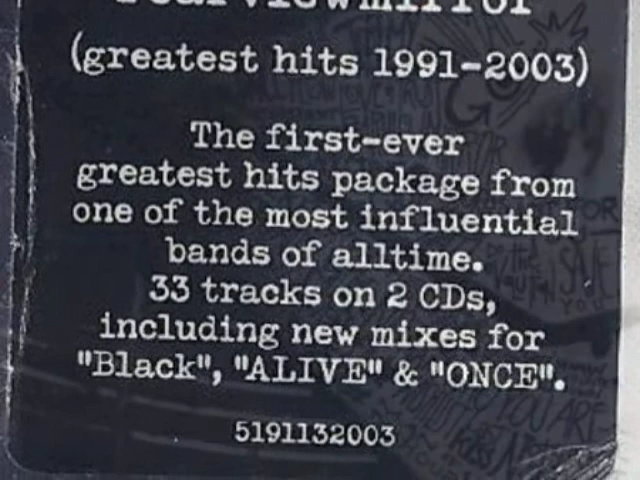 rearviewmirror
(greatest hits 1991-2003)
The first-ever
greatest hits package from
one of the most influential
bands of alltime.
33 tracks on 2 CDs,
including new mixes for
"Black", "ALIVE" & "ONCE".
5191132003